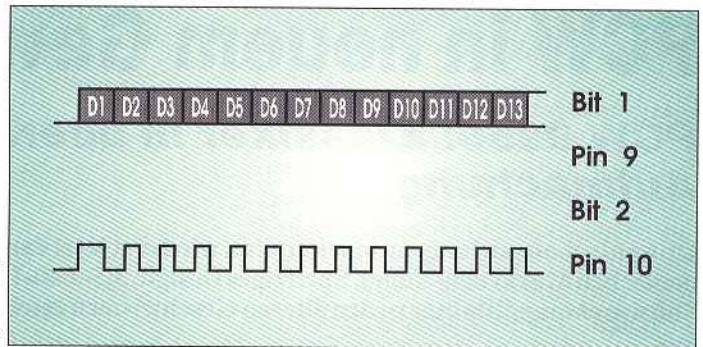 D1 D2 D3 D4 D5 D6 D7 D8 D9 D10 D11 D12 D13
Bit 1
Pin 9
Bit 2
Pin 10